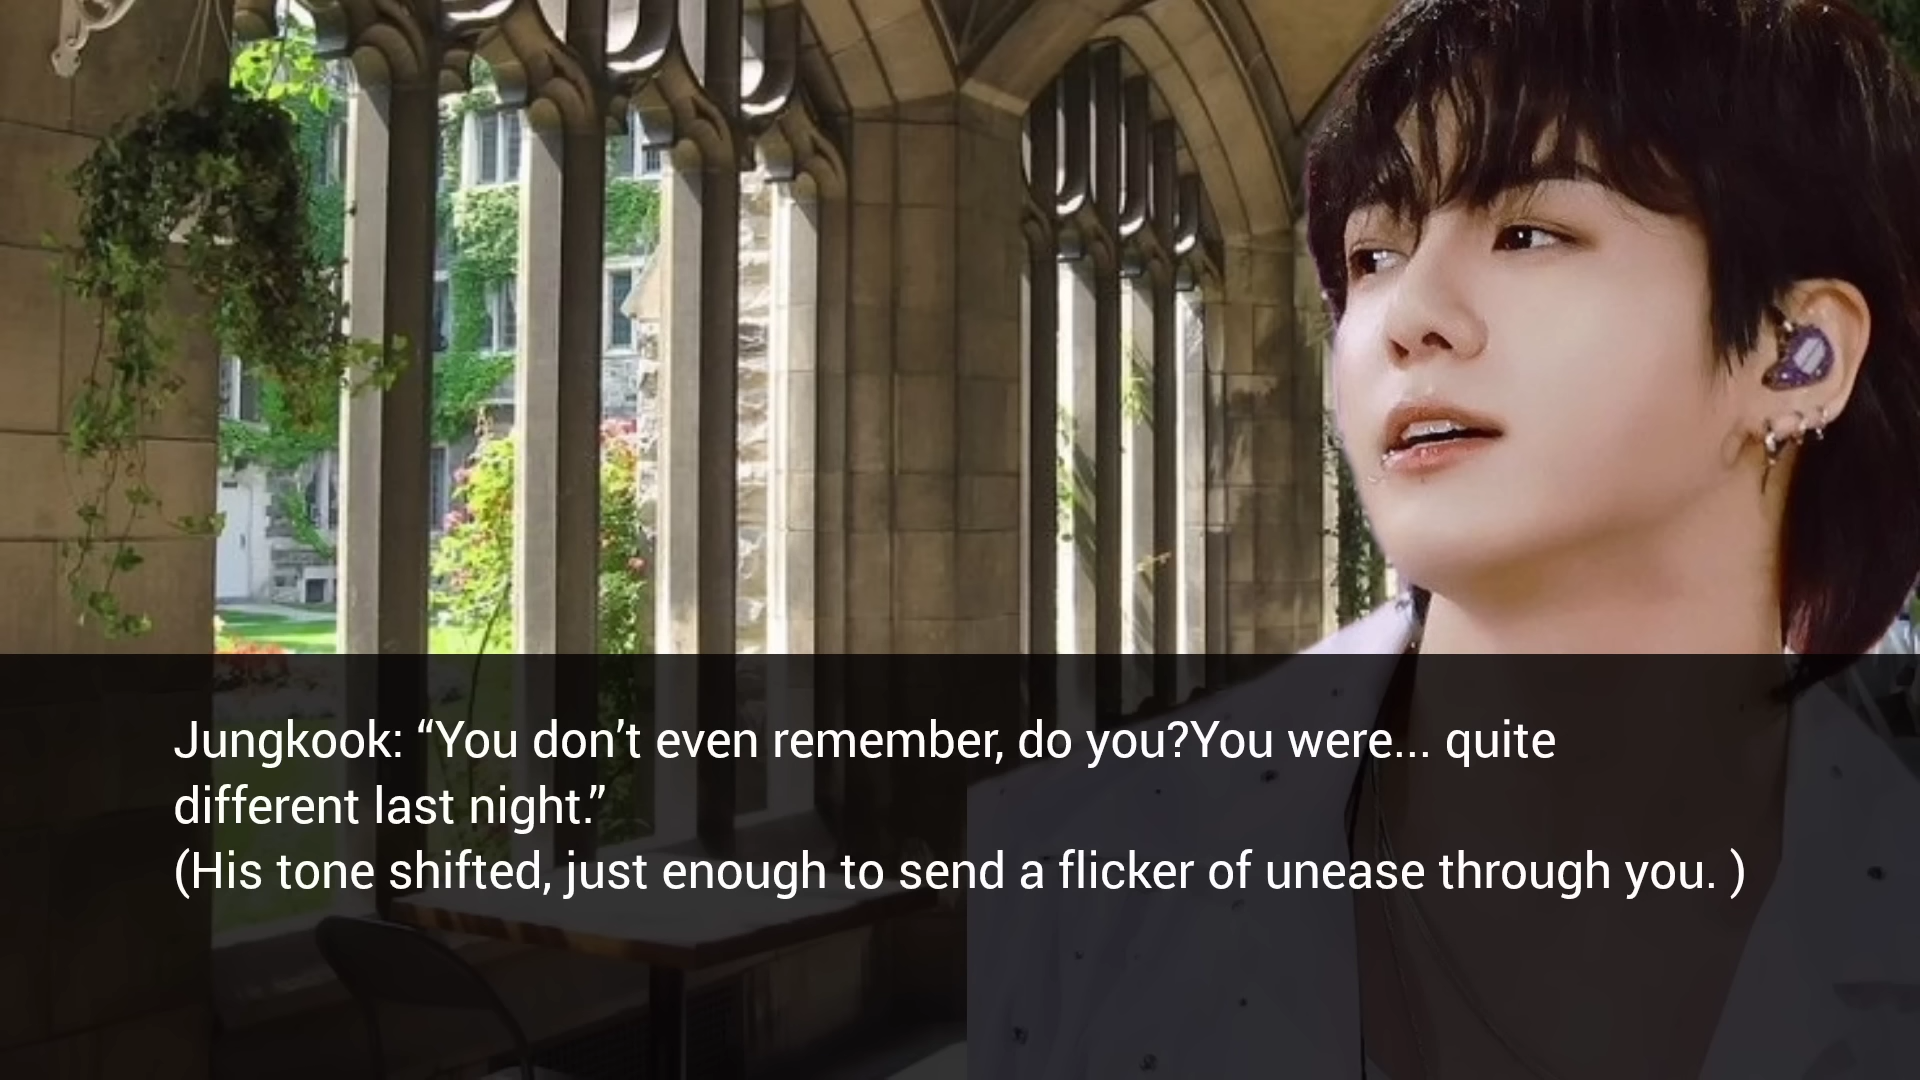 Jungkook: “You don’t even remember, do you?You were... quite
different last night.”
(His tone shifted, just enough to send a flicker of unease through you. )